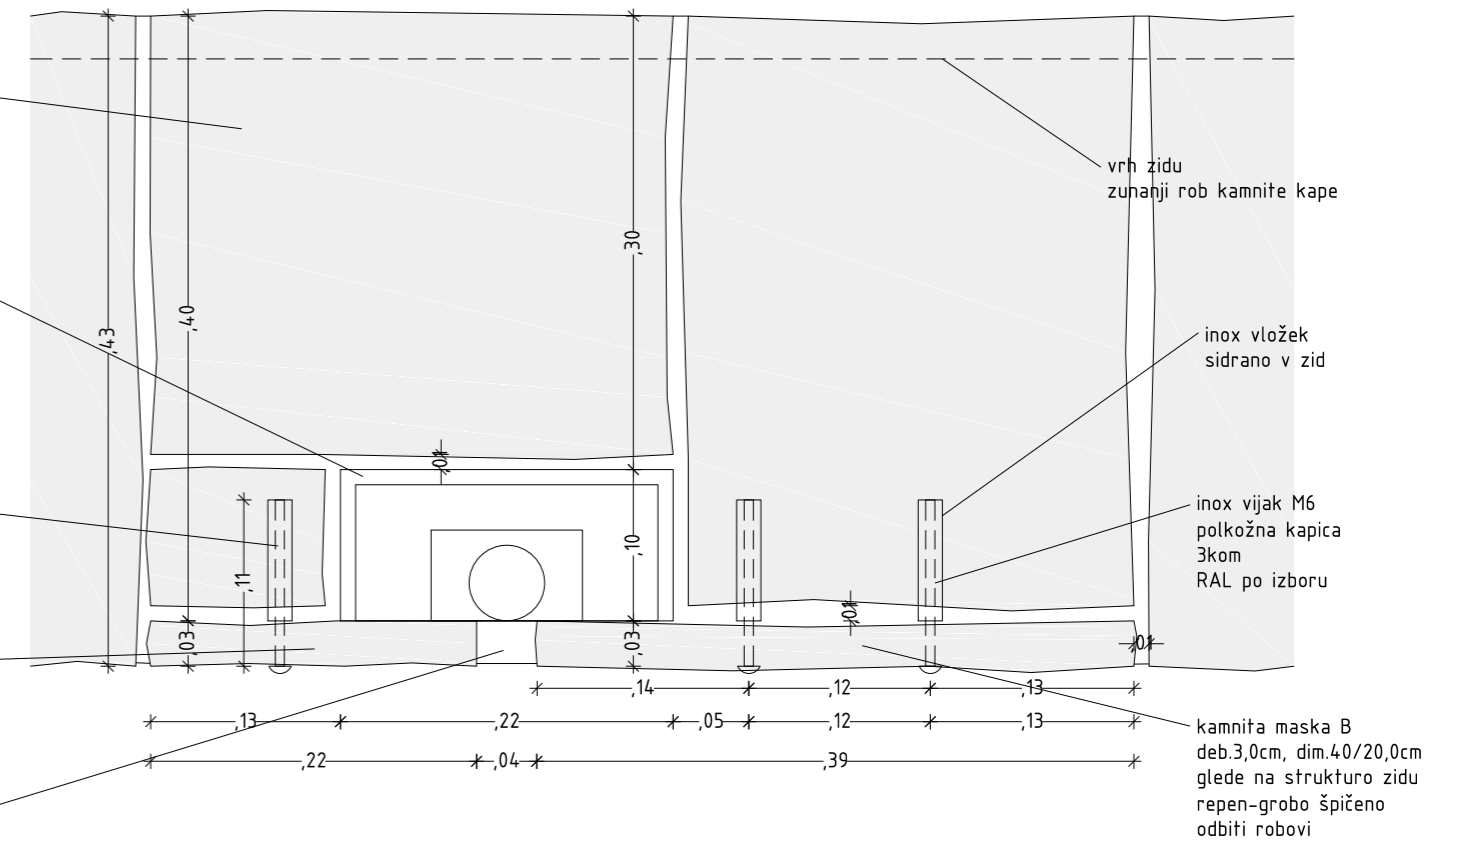 vrh zidu
zunanji rob kamnite kape
,30
,40
,43
inox vložek
sidrano v zid
,01
inox vijak M6
polkožna kapica
3kom
RAL po izboru
,10
,11
,01
,03
,03
,01
,14
,12
,13
,13
,22
,05
,12
,13
,22
,04
,39
kamnita maska B
deb.3,0cm, dim.40/20,0cm
glede na strukturo zidu
repen-grobo špičeno
odbiti robovi